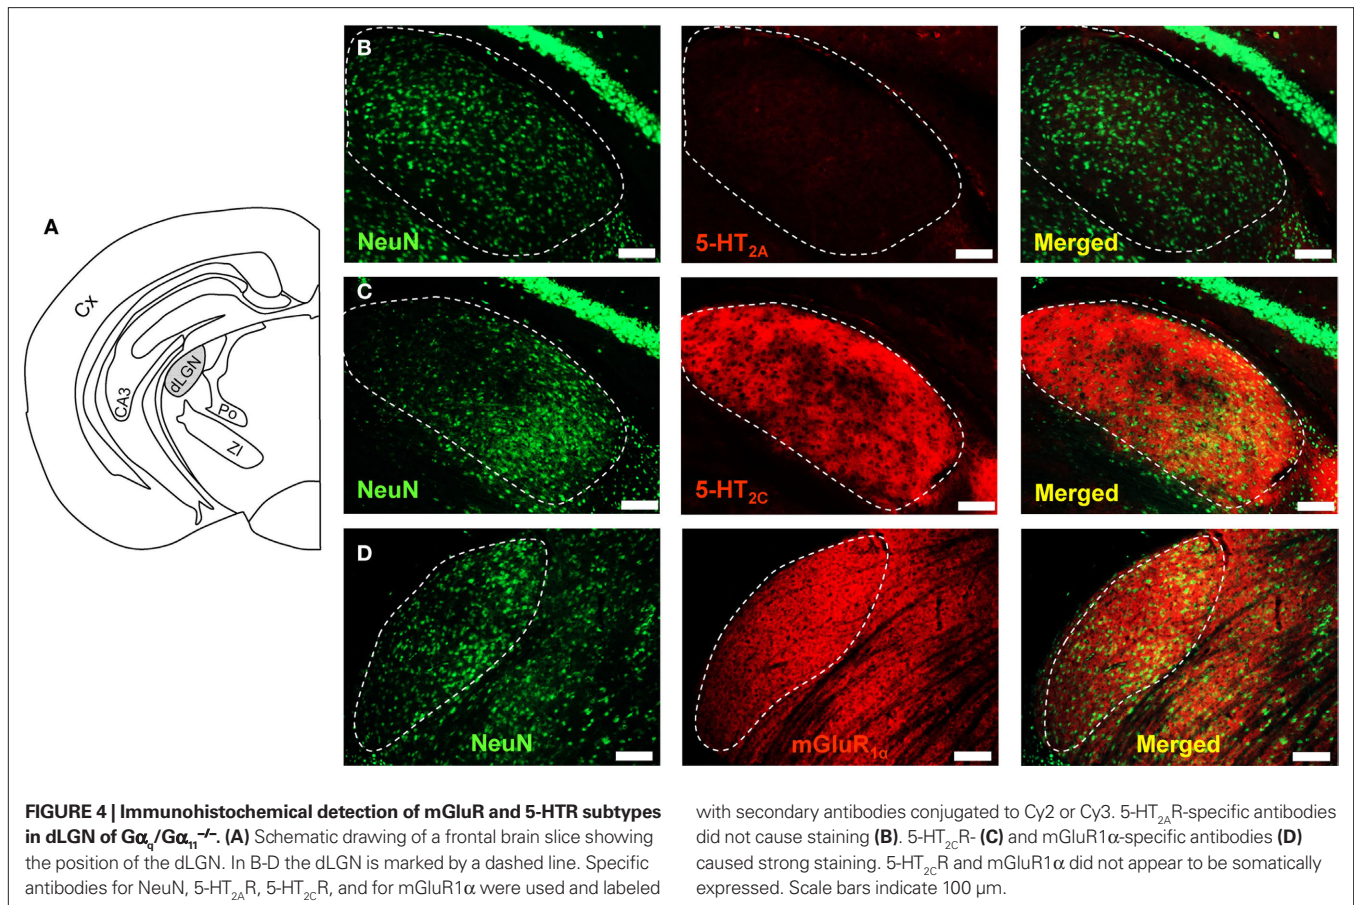 A
Cx
CA3
dLGN
Po
ZI
B
NeuN
5-HT2A
Merged
C
NeuN
5-HT2C
Merged
D
NeuN
mGluR1α
Merged
FIGURE 4 | Immunohistochemical detection of mGluR and 5-HTR subtypes
in dLGN of Gαq/Gα11−/−. (A) Schematic drawing of a frontal brain slice showing
the position of the dLGN. In B-D the dLGN is marked by a dashed line. Specific
antibodies for NeuN, 5-HT2AR, 5-HT2CR, and for mGluR1α were used and labeled
with secondary antibodies conjugated to Cy2 or Cy3. 5-HT2AR-specific antibodies
did not cause staining (B). 5-HT2CR- (C) and mGluR1α-specific antibodies (D)
caused strong staining. 5-HT2CR and mGluR1α did not appear to be somatically
expressed. Scale bars indicate 100 μm.